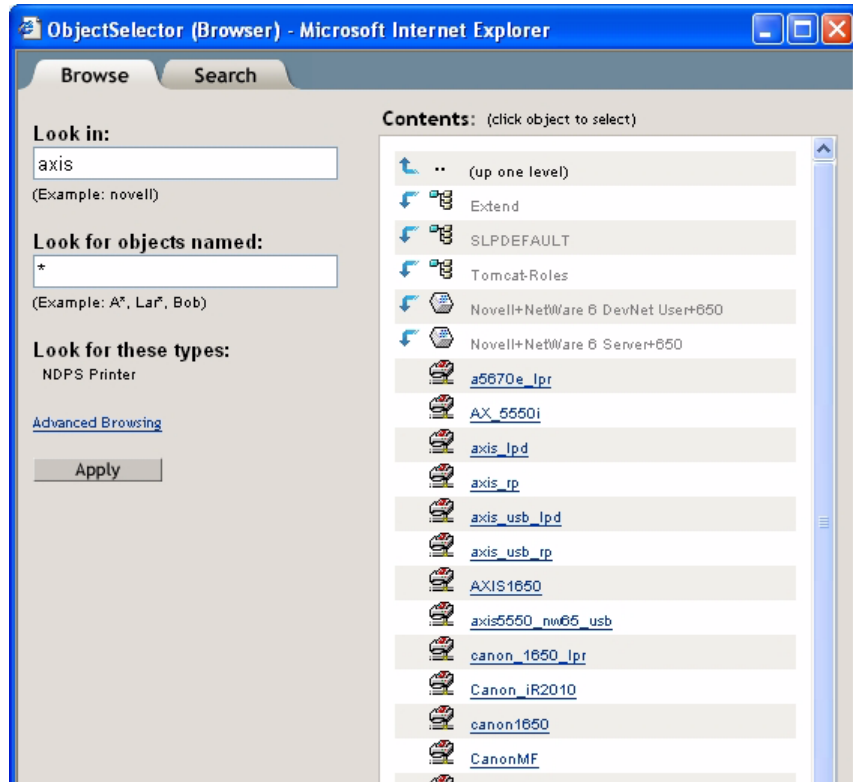 ObjectSelector (Browser) - Microsoft Internet Explorer
Browse
Search
Look in:
axis
(Example: novell)
Look for objects named:
*
(Example: A*, Lar*, Bob)
Look for these types:
NDPS Printer
Advanced Browsing
Apply
Contents: (click object to select)
.. (up one level)
Extend
SLPDEFAULT
Tomcat-Roles
Novell+NetWare 6 DevNet User+650
Novell+NetWare 6 Server+650
a5670e_lpr
AX_5550i
axis_lpd
axis_rp
axis_usb_lpd
axis_usb_rp
AXIS1650
axis5550_nw65_usb
canon_1650_lpr
Canon_iR2010
canon1650
CanonMF